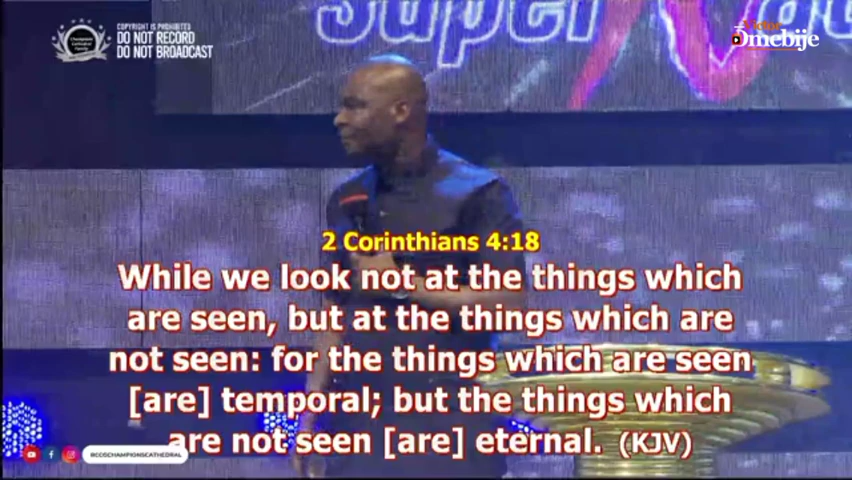 COPYRIGHT IS PROHIBITED
DO NOT RECORD
DO NOT BROADCAST
Super
Victor
Omebije
2 Corinthians 4:18
While we look not at the things which
are seen, but at the things which are
not seen: for the things which are seen
[are] temporal; but the things which
are not seen [are] eternal. (KJV)
RCCGCHAMPIONSCATHEDRAL